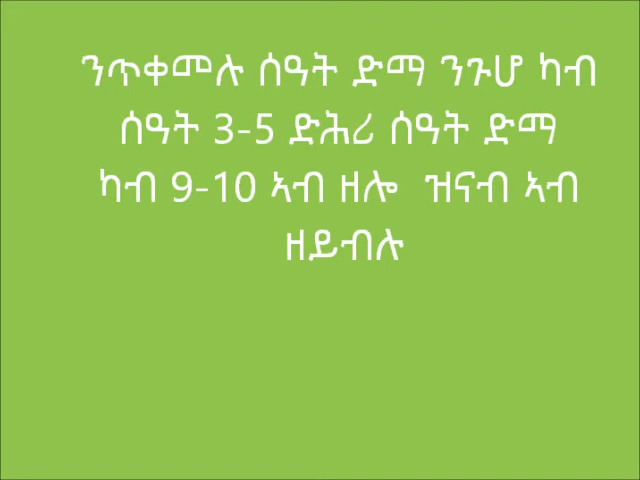 ንጥቀመሉ ሰዓት ድማ ንጉሆ ካብ
ሰዓት 3-5 ድሕሪ ሰዓት ድማ
ካብ 9-10 ኣብ ዘሎ ዝናብ ኣብ
ዘይብሉ